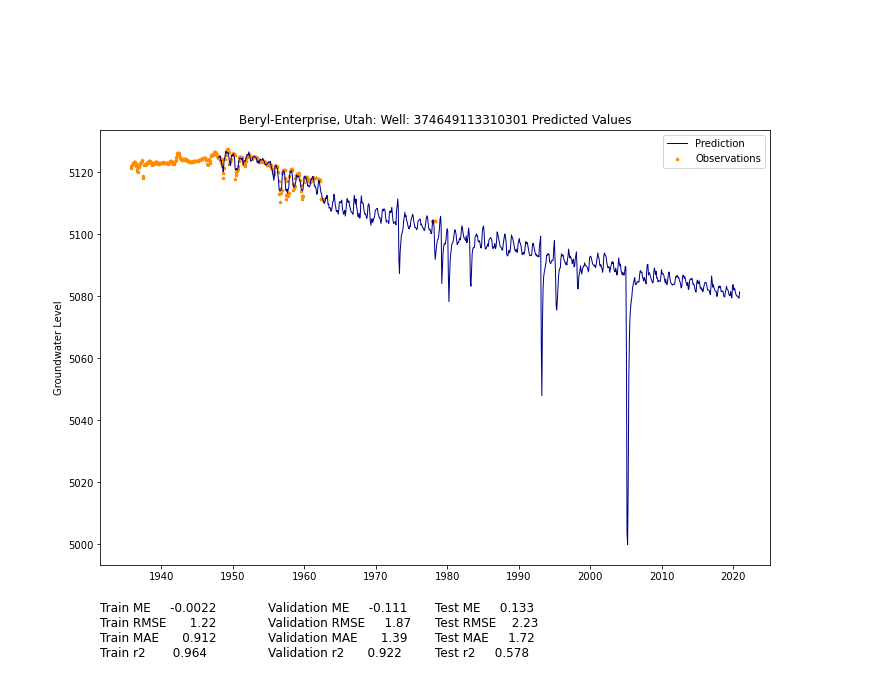 Beryl-Enterprise, Utah: Well: 374649113310301 Predicted Values
Prediction
Observations
Groundwater Level
5120
5100
5080
5060
5040
5020
5000
1940 1950 1960 1970 1980 1990 2000 2010 2020
Train ME -0.0022 Validation ME -0.111 Test ME 0.133
Train RMSE 1.22 Validation RMSE 1.87 Test RMSE 2.23
Train MAE 0.912 Validation MAE 1.39 Test MAE 1.72
Train r2 0.964 Validation r2 0.922 Test r2 0.578